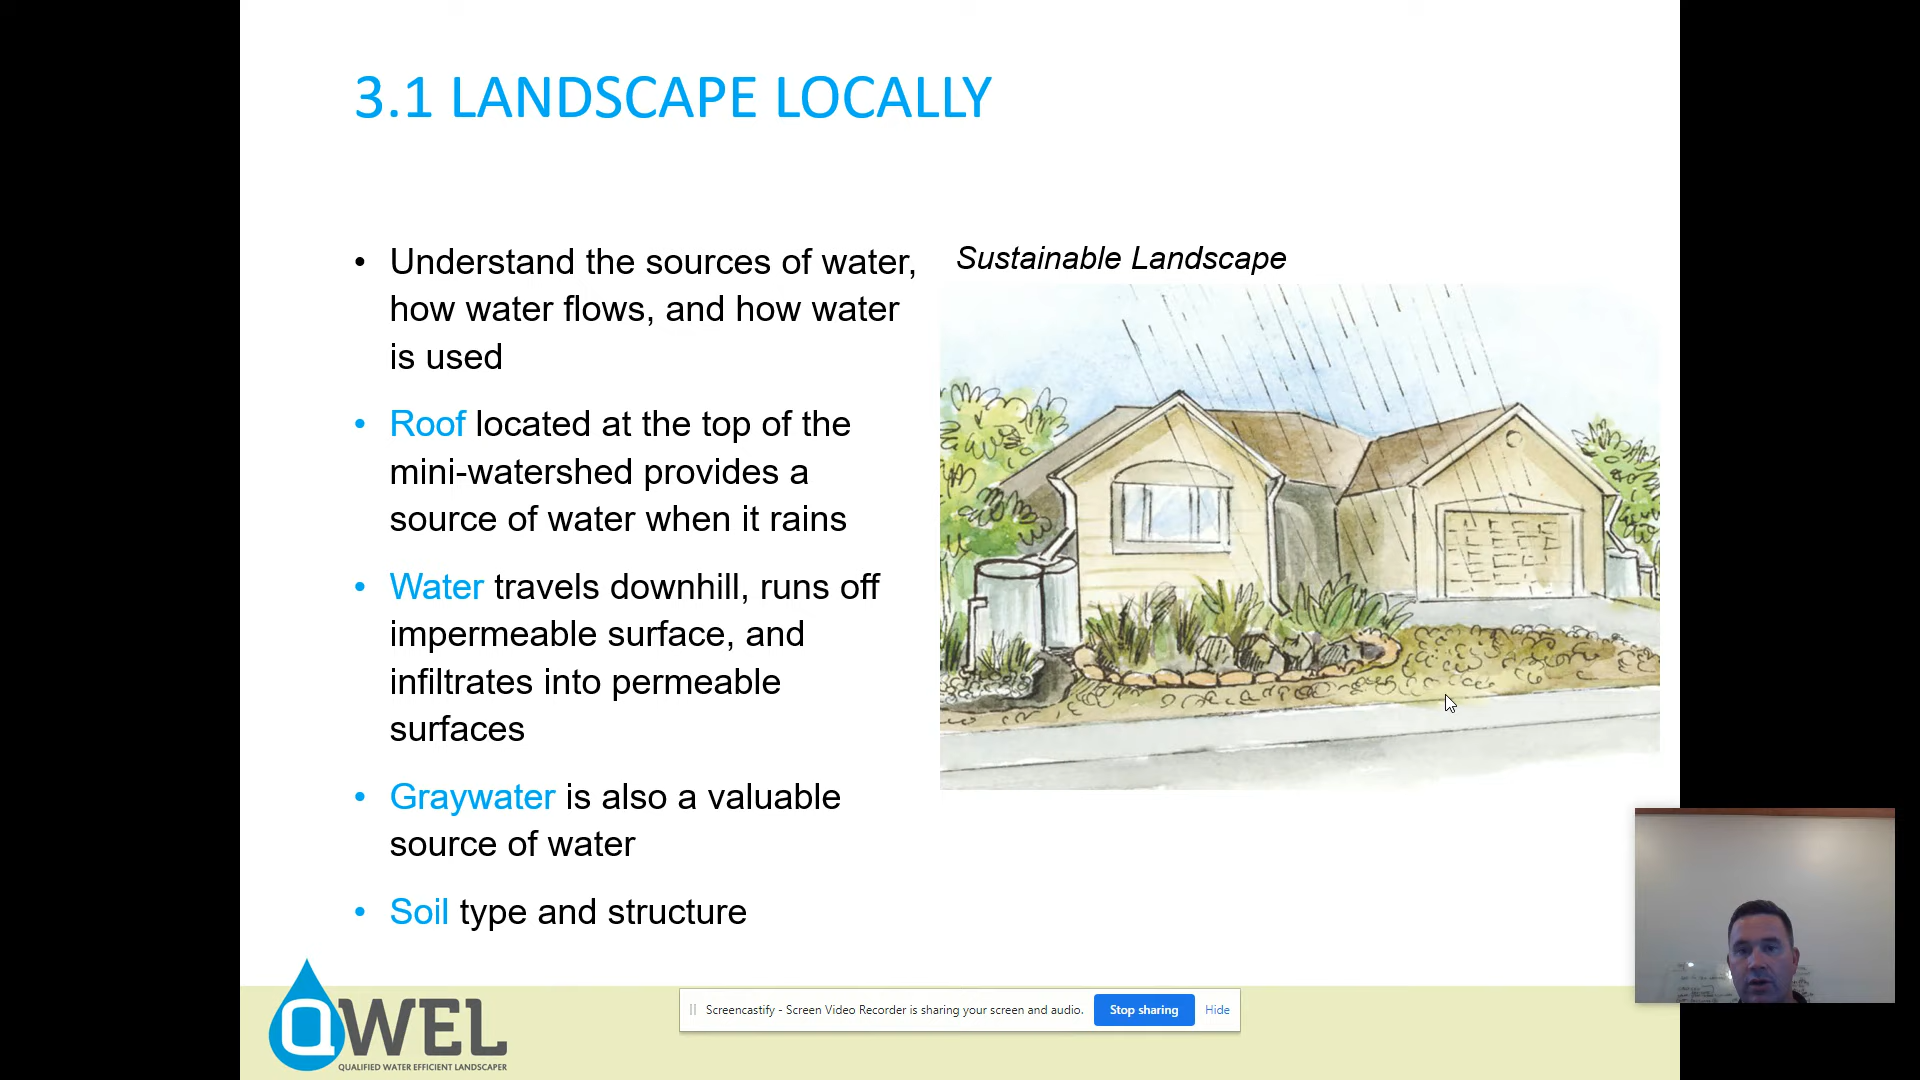 3.1 LANDSCAPE LOCALLY
• Understand the sources of water,
how water flows, and how water
is used
• Roof located at the top of the
mini-watershed provides a
source of water when it rains
• Water travels downhill, runs off
impermeable surface, and
infiltrates into permeable
surfaces
• Graywater is also a valuable
source of water
• Soil type and structure
Sustainable Landscape
QWEL
QUALIFIED WATER EFFICIENT LANDSCAPER
Screencastify - Screen Video Recorder is sharing your screen and audio.
Stop sharing
Hide